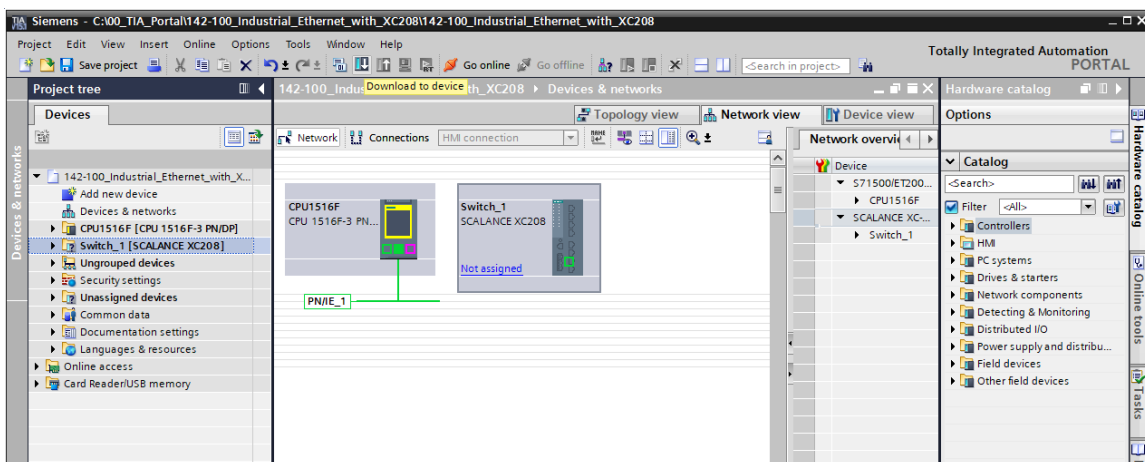 Siemens - C:\00_TIA_Portal\142-100_Industrial_Ethernet_with_XC208\142-100_Industrial_Ethernet_with_XC208
Project Edit View Insert Online Options Tools Window Help
Save project Go online Go offline <Search in project>
Totally Integrated Automation
PORTAL
Project tree
142-100_Indus
Download to device
th_XC208 Devices & networks
Hardware catalog
Devices
Topology view Network view Device view
Options
Network Connections HMI connection
Network overvie
Device
S71500/ET200...
CPU1516F
SCALANCE XC-...
Switch_1
142-100_Industrial_Ethernet_with_X...
Add new device
Devices & networks
CPU1516F [CPU 1516F-3 PN/DP]
Switch_1 [SCALANCE XC208]
Ungrouped devices
Security settings
Unassigned devices
Common data
Documentation settings
Languages & resources
Online access
Card Reader/USB memory
CPU1516F
CPU 1516F-3 PN...
Switch_1
SCALANCE XC208
Not assigned
PN/IE_1
Catalog
<Search>
Filter <All>
Controllers
HMI
PC systems
Drives & starters
Network components
Detecting & Monitoring
Distributed I/O
Power supply and distribu...
Field devices
Other field devices
Devices & networks
Hardware catalog
Online tools
Tasks